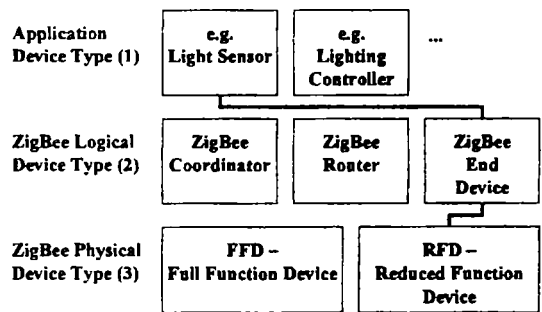 Application
Device Type (1)
e.g.
Light Sensor
e.g.
Lighting
Controller
...
ZigBee Logical
Device Type (2)
ZigBee
Coordinator
ZigBee
Router
ZigBee
End
Device
ZigBee Physical
Device Type (3)
FFD –
Full Function Device
RFD –
Reduced Function
Device